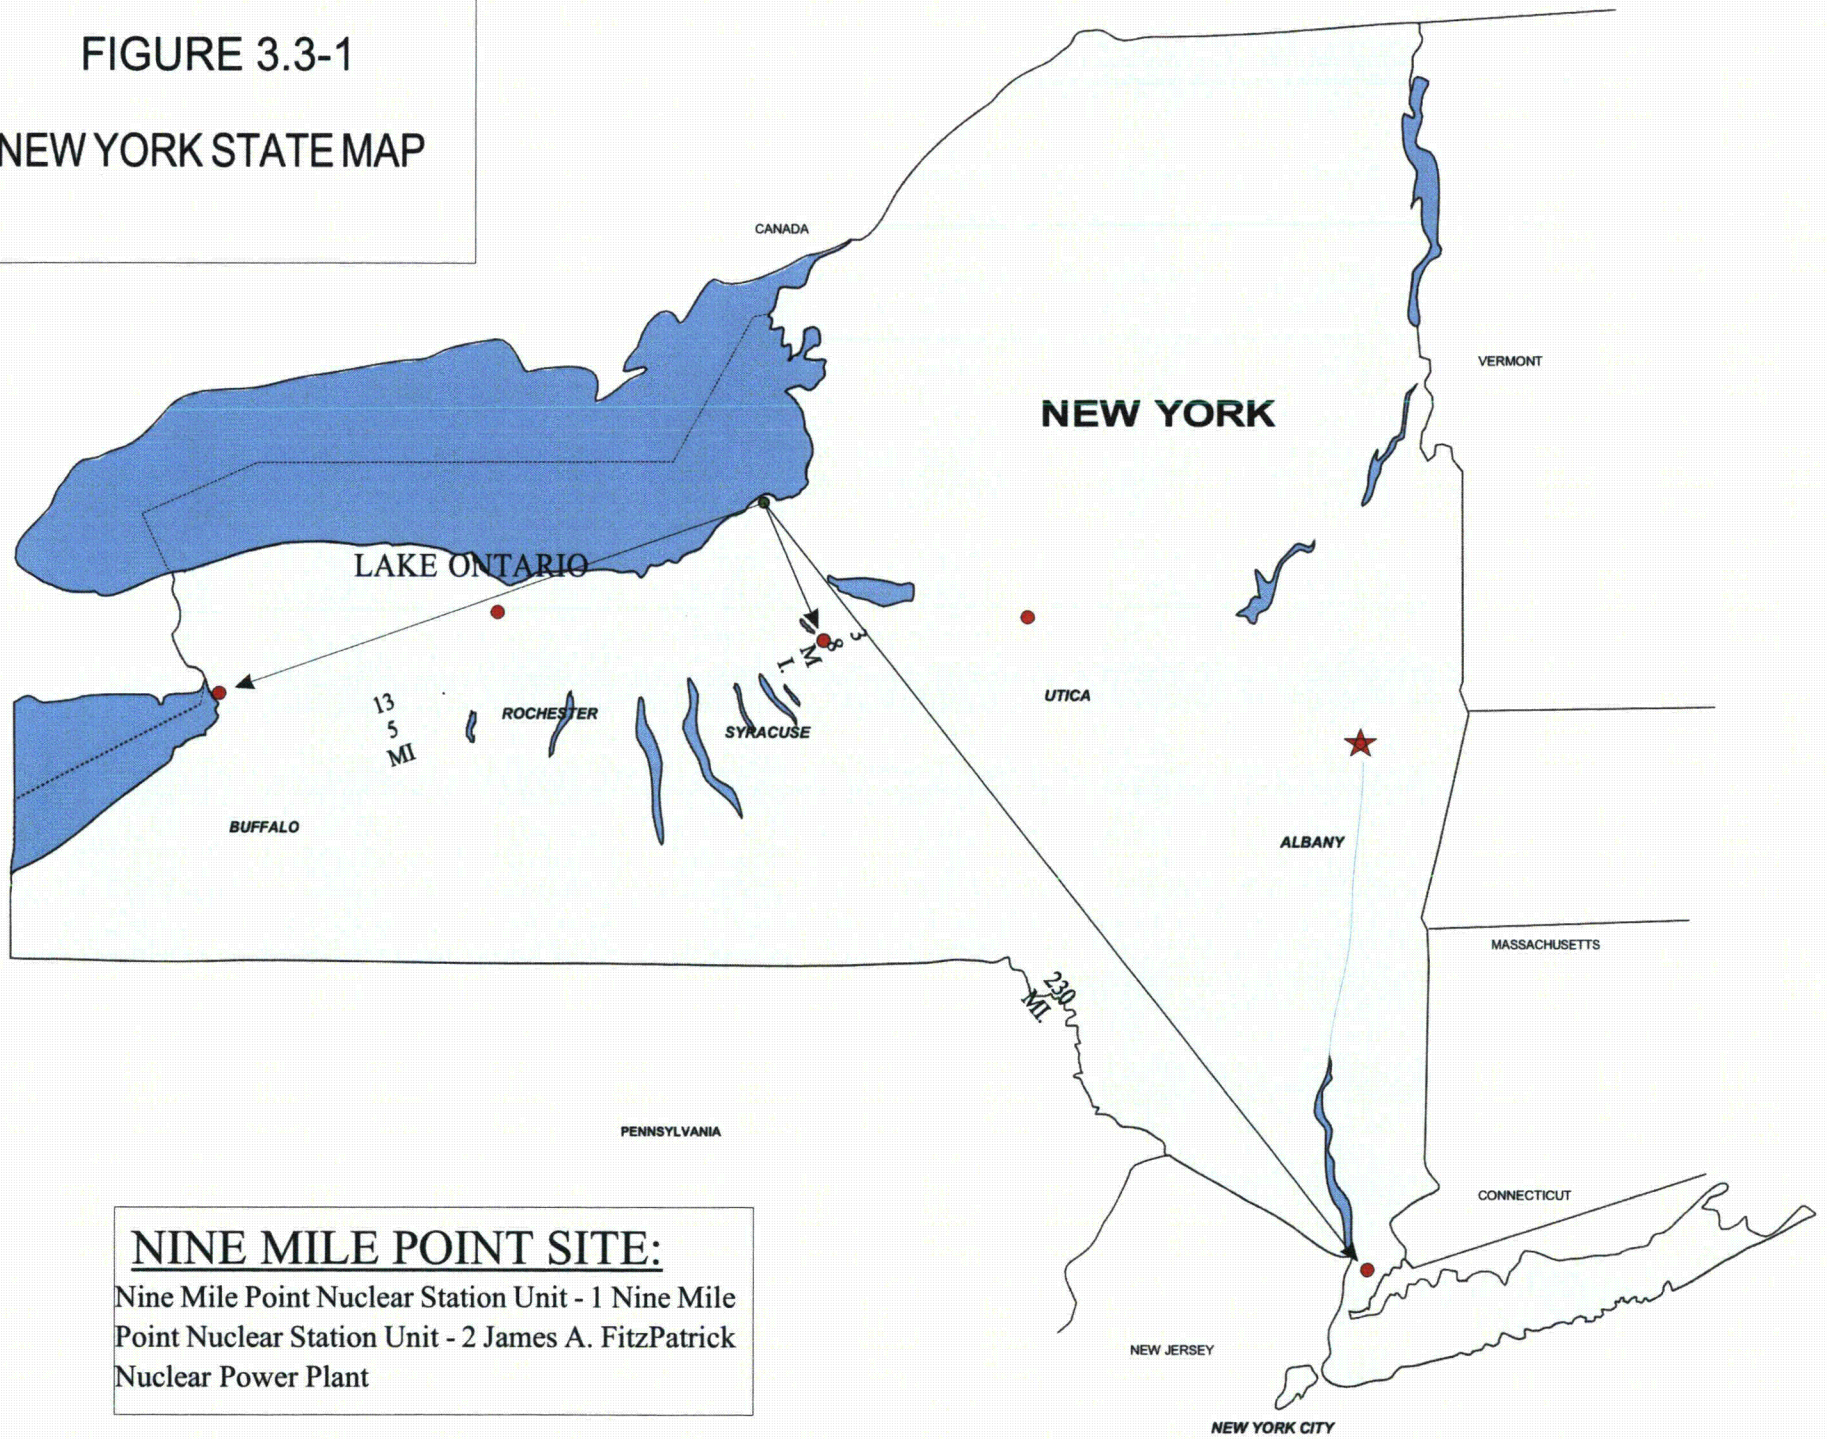 FIGURE 3.3-1
NEW YORK STATE MAP
CANADA
VERMONT
NEW YORK
LAKE ONTARIO
3
8
M
I.
13
5
MI
ROCHESTER
SYRACUSE
UTICA
BUFFALO
ALBANY
MASSACHUSETTS
230
MI.
PENNSYLVANIA
CONNECTICUT
NINE MILE POINT SITE:
Nine Mile Point Nuclear Station Unit - 1 Nine Mile
Point Nuclear Station Unit - 2 James A. FitzPatrick
Nuclear Power Plant
NEW JERSEY
NEW YORK CITY